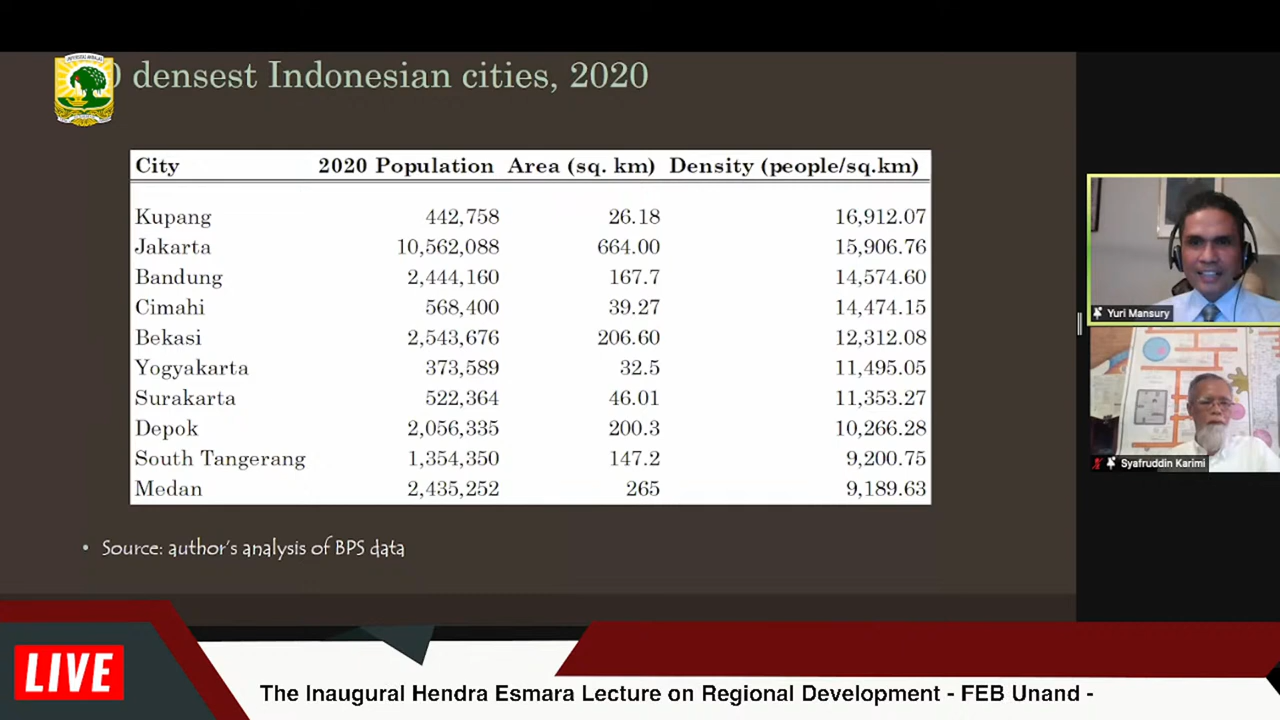 0 densest Indonesian cities, 2020
City 2020 Population Area (sq. km) Density (people/sq.km)
Kupang 442,758 26.18 16,912.07
Jakarta 10,562,088 664.00 15,906.76
Bandung 2,444,160 167.7 14,574.60
Cimahi 568,400 39.27 14,474.15
Bekasi 2,543,676 206.60 12,312.08
Yogyakarta 373,589 32.5 11,495.05
Surakarta 522,364 46.01 11,353.27
Depok 2,056,335 200.3 10,266.28
South Tangerang 1,354,350 147.2 9,200.75
Medan 2,435,252 265 9,189.63
• Source: author's analysis of BPS data
Yuri Mansury
Syafruddin Karimi
LIVE
The Inaugural Hendra Esmara Lecture on Regional Development - FEB Unand -